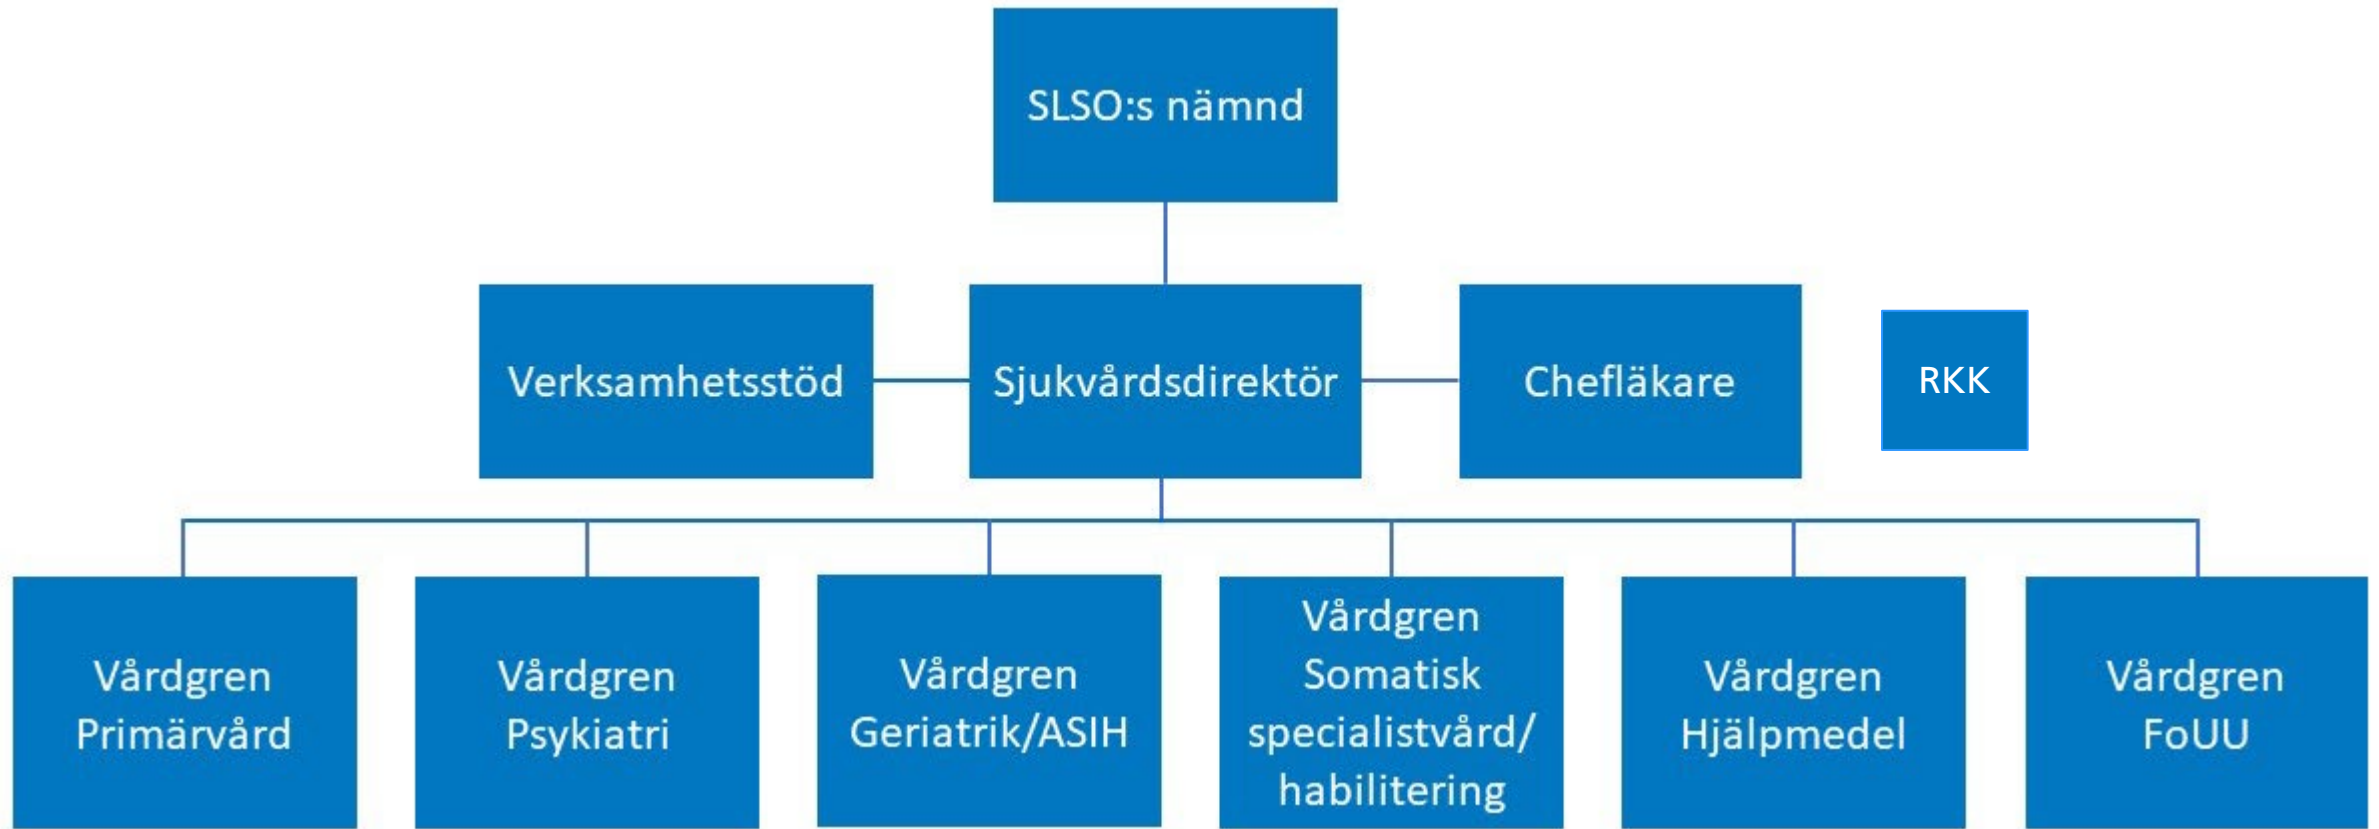 SLSO:s nämnd
Verksamhetsstöd
Sjukvårdsdirektör
Chefläkare
RKK
Vårdgren
Primärvård
Vårdgren
Psykiatri
Vårdgren
Geriatrik/ASIH
Vårdgren
Somatisk
specialistvård/
habilitering
Vårdgren
Hjälpmedel
Vårdgren
FoUU